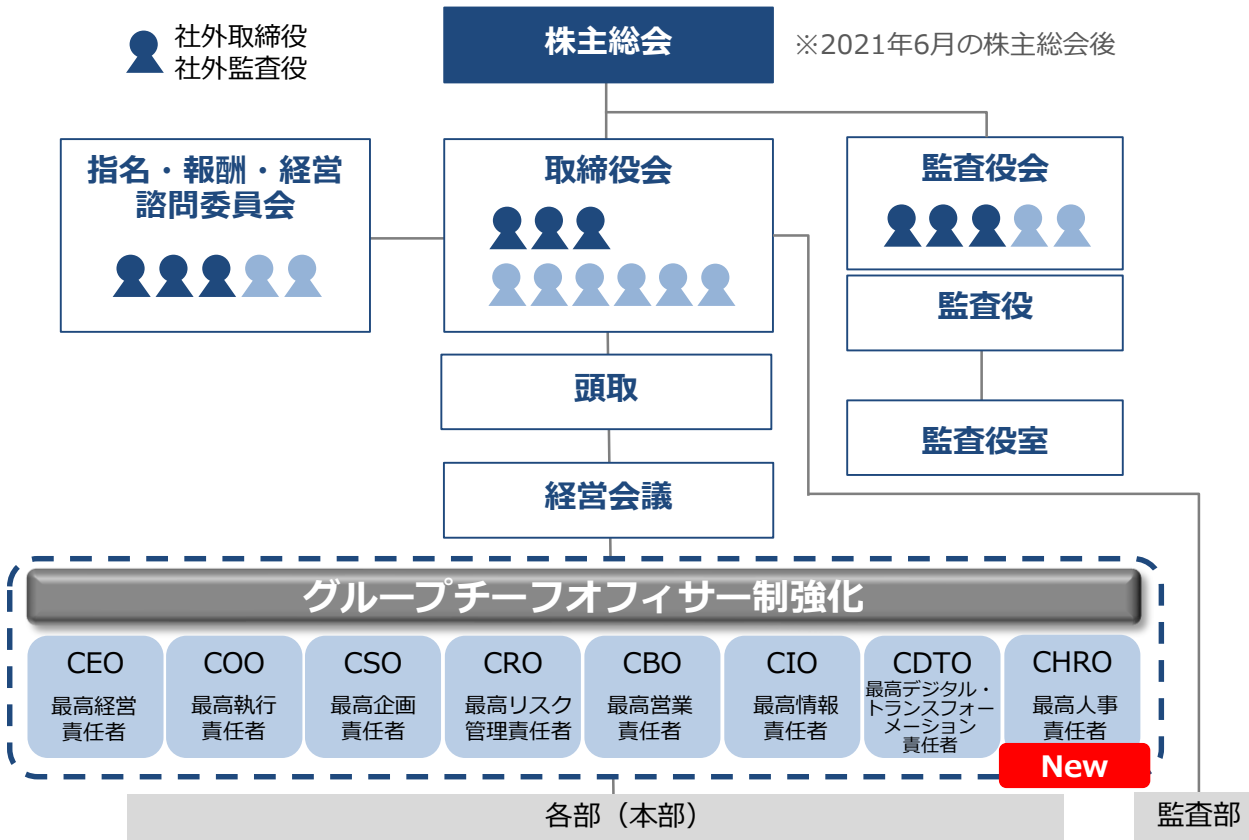 社外取締役
社外監査役
株主総会
※2021年6月の株主総会後
指名・報酬・経営
諮問委員会
取締役会
監査役会
監査役
頭取
監査役室
経営会議
グループチーフオフィサー制強化
CEO
最高経営
責任者
COO
最高執行
責任者
CSO
最高企画
責任者
CRO
最高リスク
管理責任者
CBO
最高営業
責任者
CIO
最高情報
責任者
CDTO
最高デジタル・
トランスフォー
メーション
責任者
CHRO
最高人事
責任者
New
各部（本部）
監査部